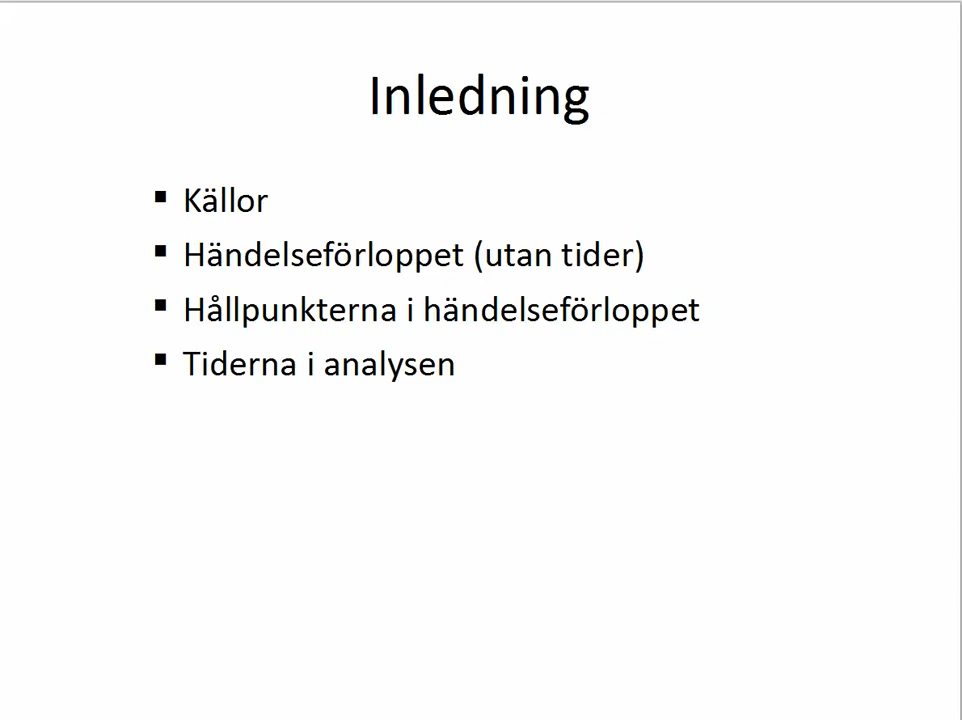 Inledning
▪ Källor
▪ Händelseförloppet (utan tider)
▪ Hållpunkterna i händelseförloppet
▪ Tiderna i analysen